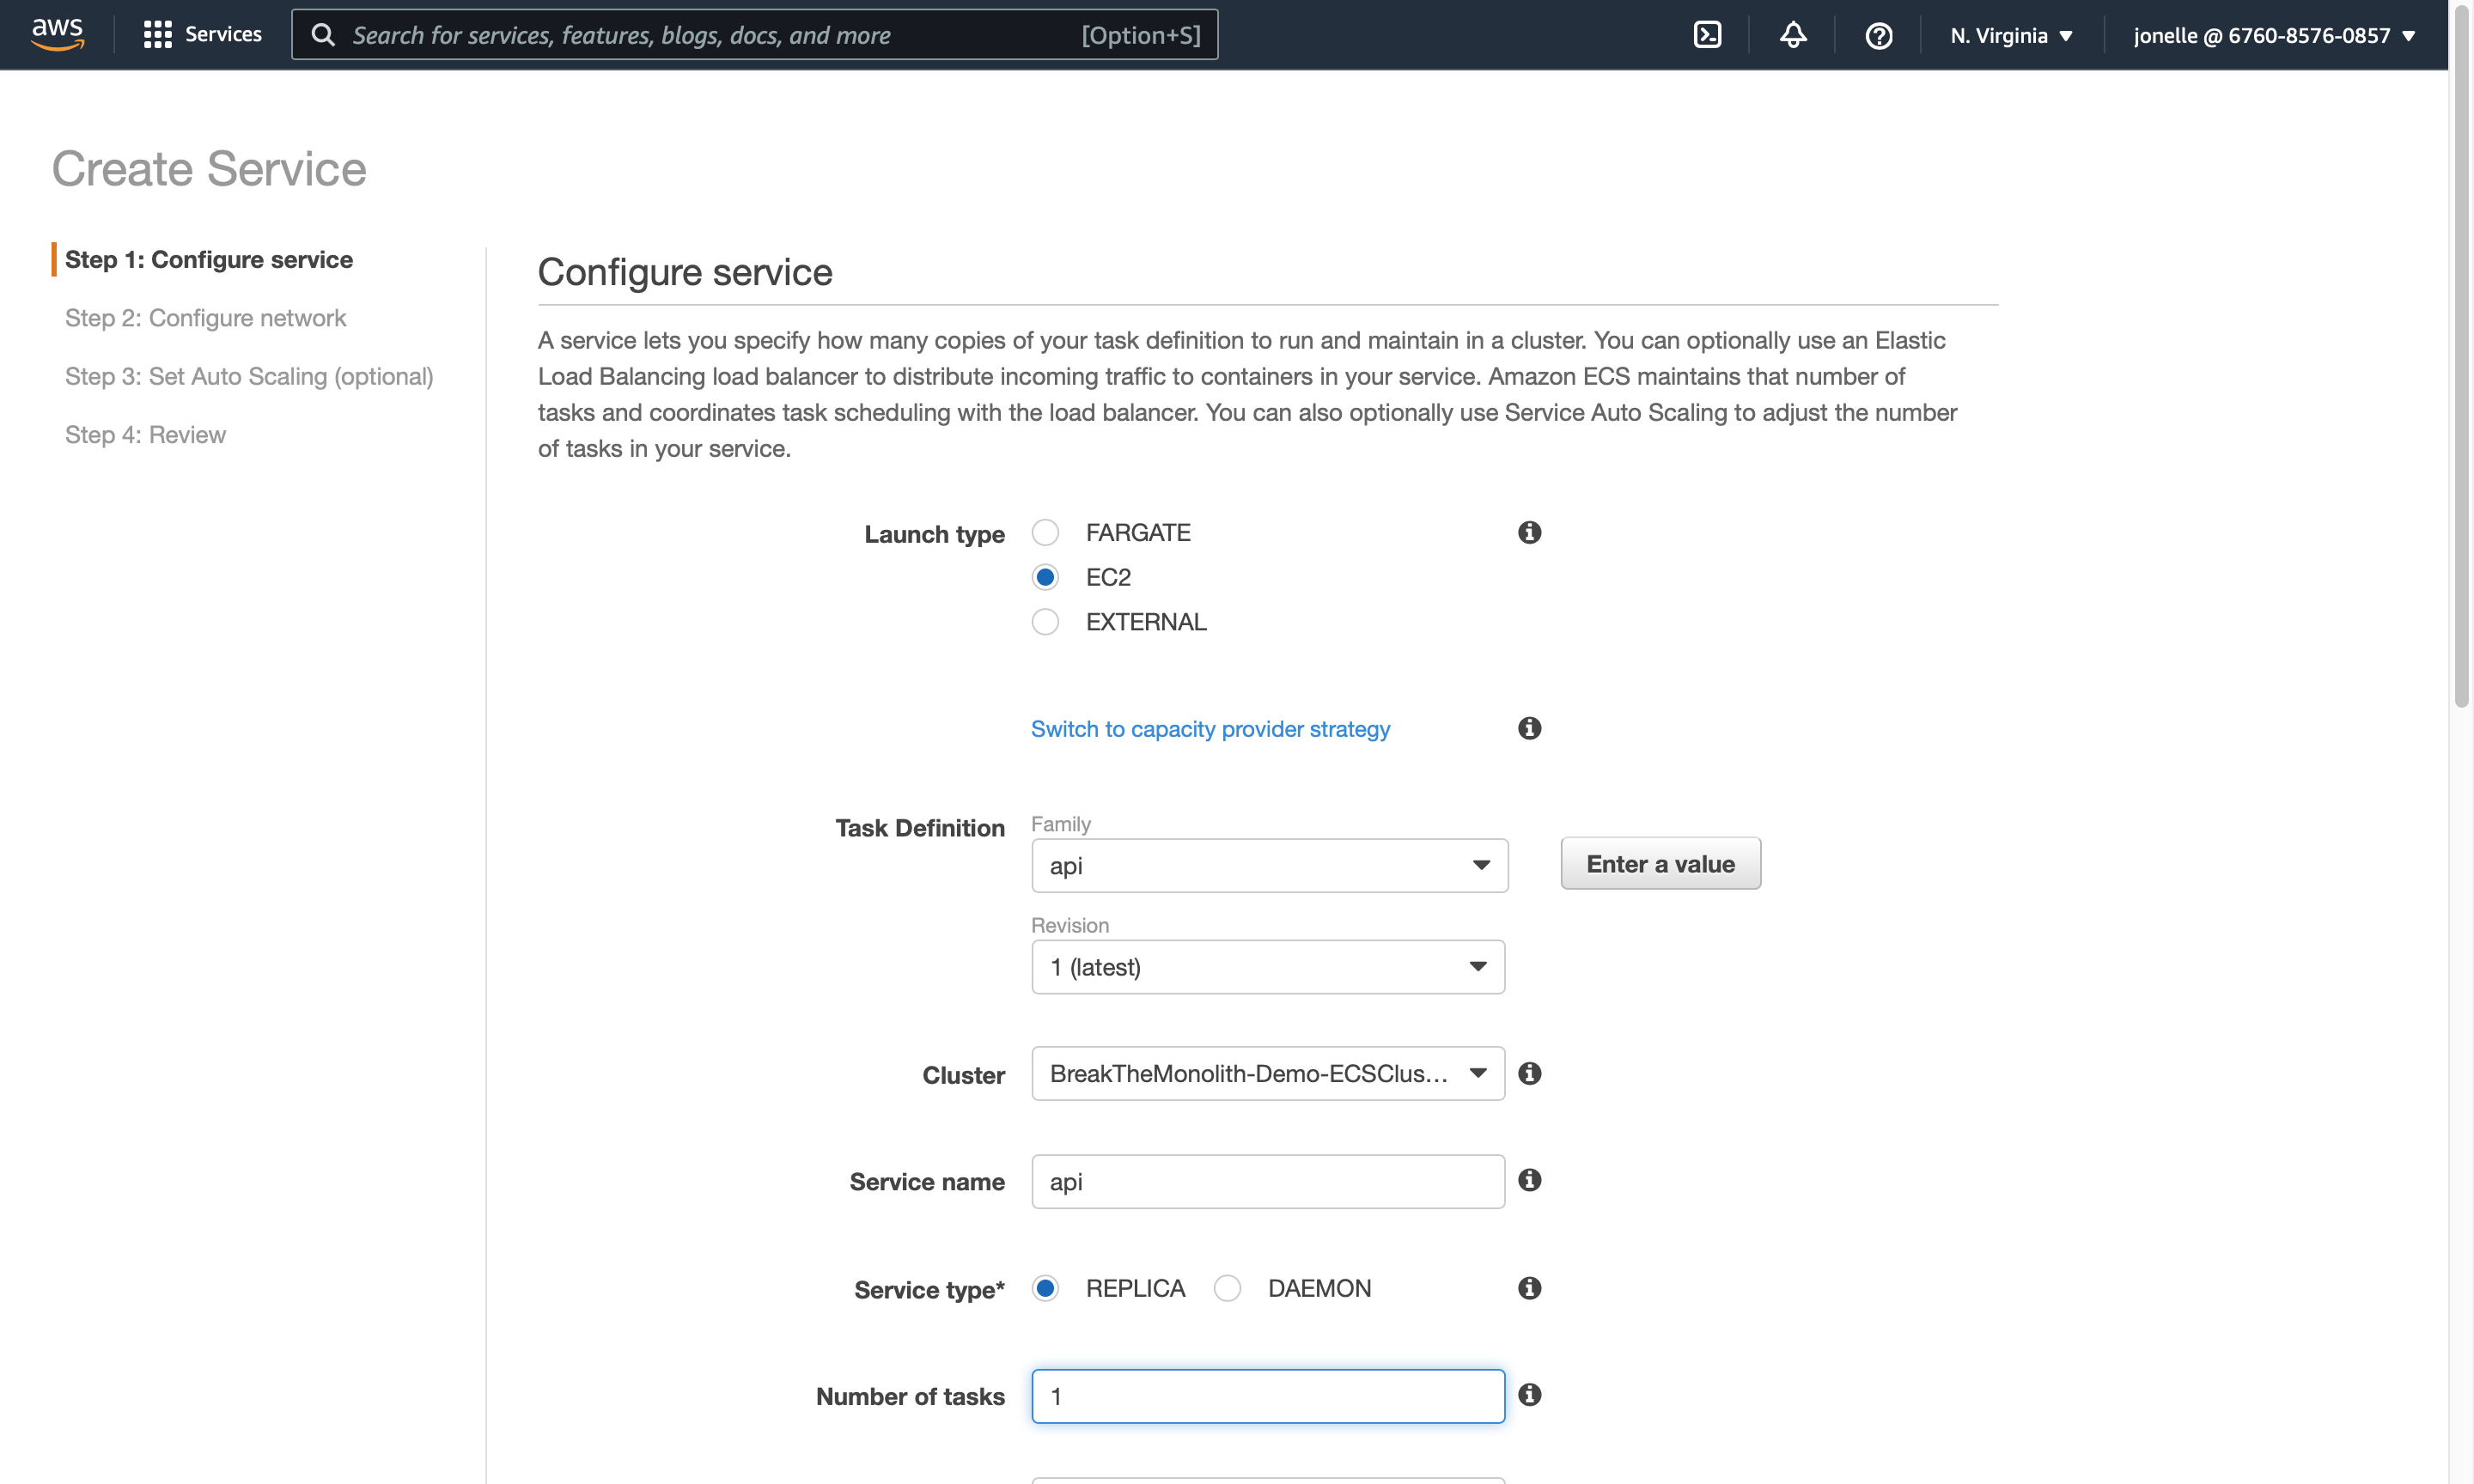 aws
Services
Search for services, features, blogs, docs, and more
[Option+S]
N. Virginia
jonelle @ 6760-8576-0857
Create Service
Step 1: Configure service
Step 2: Configure network
Step 3: Set Auto Scaling (optional)
Step 4: Review
Configure service
A service lets you specify how many copies of your task definition to run and maintain in a cluster. You can optionally use an Elastic
Load Balancing load balancer to distribute incoming traffic to containers in your service. Amazon ECS maintains that number of
tasks and coordinates task scheduling with the load balancer. You can also optionally use Service Auto Scaling to adjust the number
of tasks in your service.
Launch type
FARGATE
EC2
EXTERNAL
Switch to capacity provider strategy
Task Definition
Family
api
Enter a value
Revision
1 (latest)
Cluster
BreakTheMonolith-Demo-ECSClus...
Service name
api
Service type*
REPLICA
DAEMON
Number of tasks
1